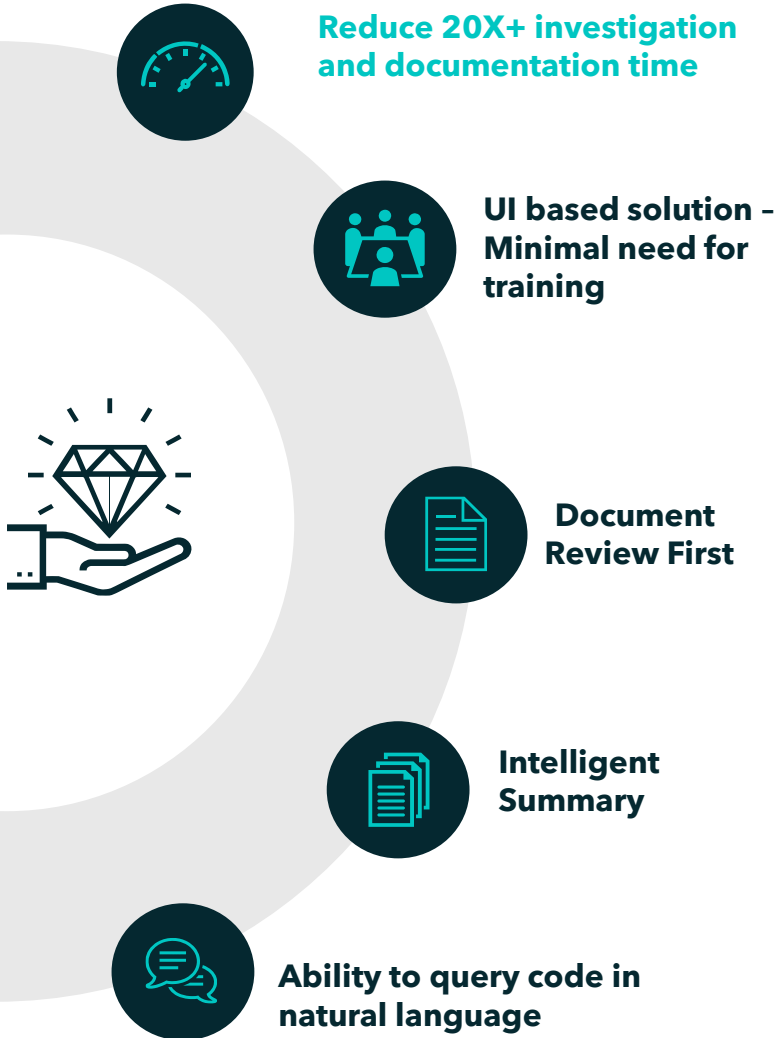 Reduce 20X+ investigation
and documentation time
UI based solution –
Minimal need for
training
Document
Review First
Intelligent
Summary
Ability to query code in
natural language